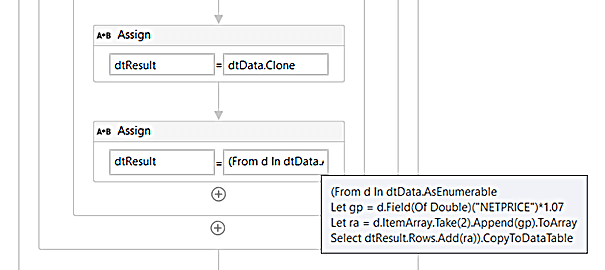 A•B Assign
dtResult = dtData.Clone
A•B Assign
dtResult = (From d In dtData.
(From d In dtData.AsEnumerable
Let gp = d.Field(Of Double)("NETPRICE")*1.07
Let ra = d.ItemArray.Take(2).Append(gp).ToArray
Select dtResult.Rows.Add(ra)).CopyToDataTable